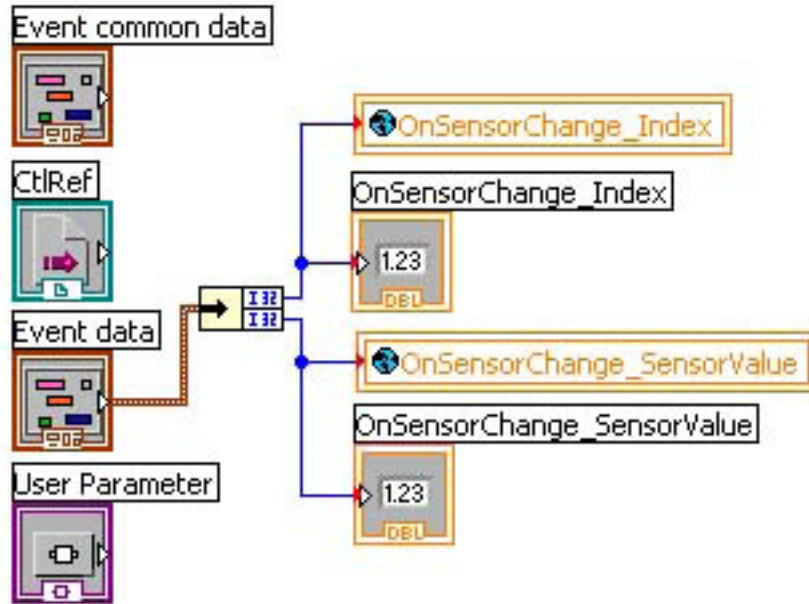 Event common data
OnSensorChange_Index
CtlRef
OnSensorChange_Index
1.23
DBL
I32
I32
Event data
OnSensorChange_SensorValue
OnSensorChange_SensorValue
1.23
DBL
User Parameter